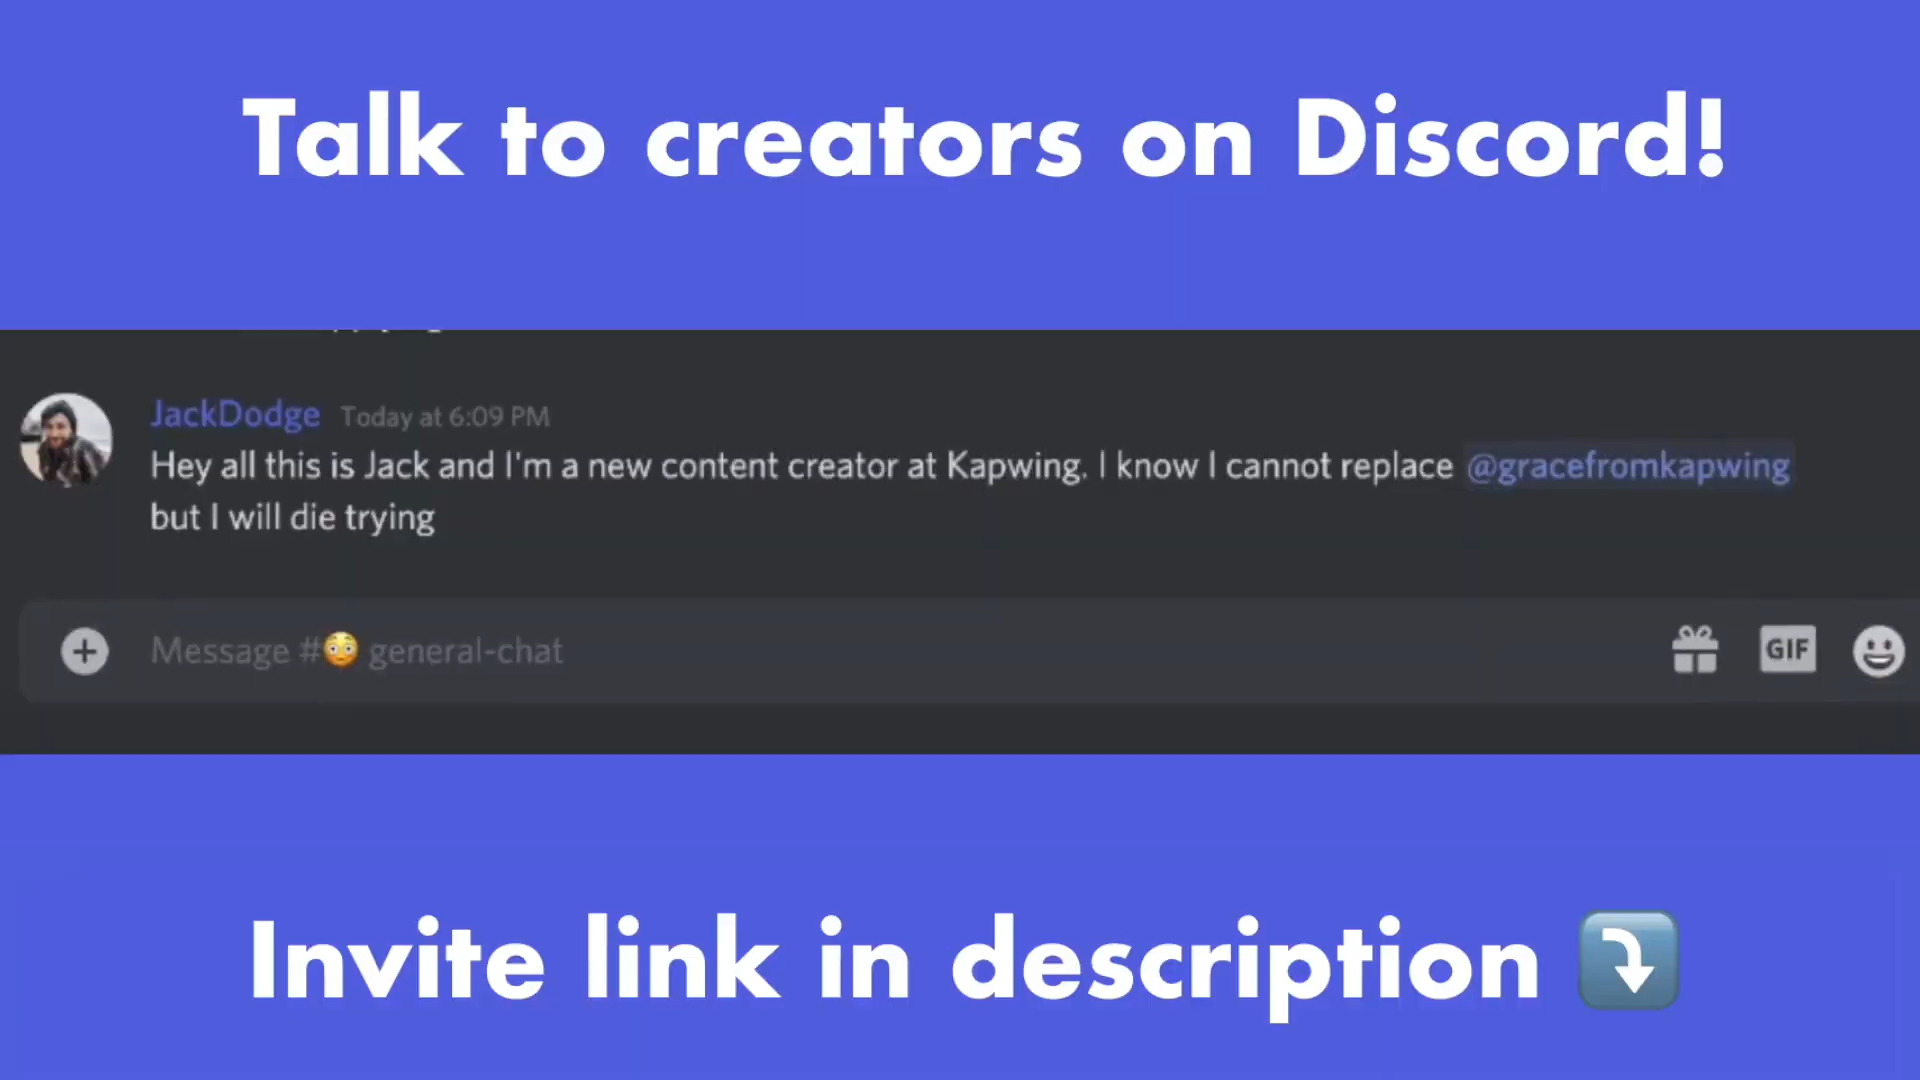 Talk to creators on Discord!
JackDodge Today at 6:09 PM
Hey all this is Jack and I'm a new content creator at Kapwing. I know I cannot replace @gracefromkapwing
but I will die trying
Message #😳 general-chat
GIF
Invite link in description ⤵️